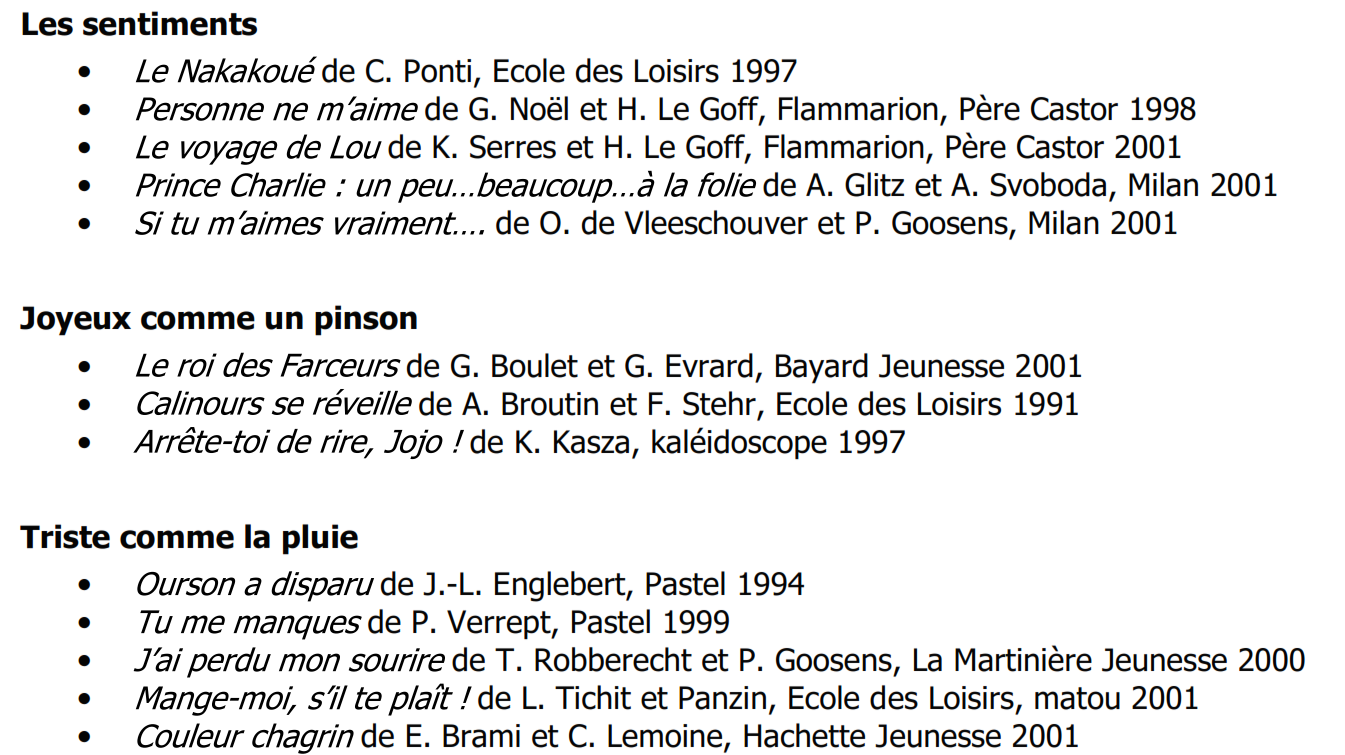 Les sentiments
• Le Nakakoué de C. Ponti, Ecole des Loisirs 1997
• Personne ne m’aime de G. Noël et H. Le Goff, Flammarion, Père Castor 1998
• Le voyage de Lou de K. Serres et H. Le Goff, Flammarion, Père Castor 2001
• Prince Charlie : un peu…beaucoup…à la folie de A. Glitz et A. Svoboda, Milan 2001
• Si tu m’aimes vraiment…. de O. de Vleeschouver et P. Goosens, Milan 2001
Joyeux comme un pinson
• Le roi des Farceurs de G. Boulet et G. Evrard, Bayard Jeunesse 2001
• Calinours se réveille de A. Broutin et F. Stehr, Ecole des Loisirs 1991
• Arrête-toi de rire, Jojo ! de K. Kasza, kaléidoscope 1997
Triste comme la pluie
• Ourson a disparu de J.-L. Englebert, Pastel 1994
• Tu me manques de P. Verrept, Pastel 1999
• J’ai perdu mon sourire de T. Robberecht et P. Goosens, La Martinière Jeunesse 2000
• Mange-moi, s’il te plaît ! de L. Tichit et Panzin, Ecole des Loisirs, matou 2001
• Couleur chagrin de E. Brami et C. Lemoine, Hachette Jeunesse 2001